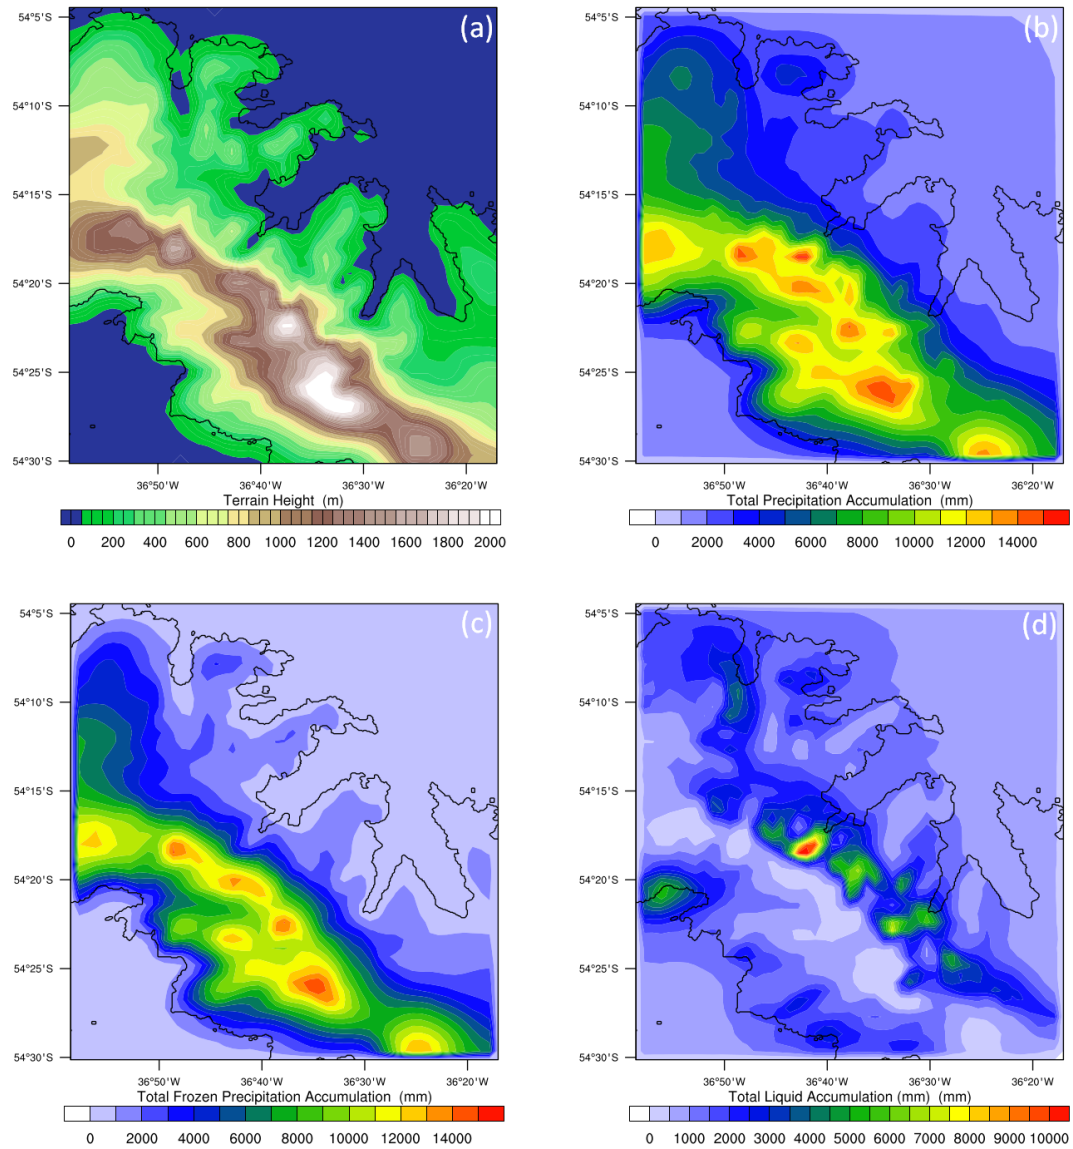 (a)
54°5'S
54°10'S
54°15'S
54°20'S
54°25'S
54°30'S
36°50'W 36°40'W 36°30'W 36°20'W
Terrain Height (m)
0 200 400 600 800 1000 1200 1400 1600 1800 2000
(b)
54°5'S
54°10'S
54°15'S
54°20'S
54°25'S
54°30'S
36°50'W 36°40'W 36°30'W 36°20'W
Total Precipitation Accumulation (mm)
0 2000 4000 6000 8000 10000 12000 14000
(c)
54°5'S
54°10'S
54°15'S
54°20'S
54°25'S
54°30'S
36°50'W 36°40'W 36°30'W 36°20'W
Total Frozen Precipitation Accumulation (mm)
0 2000 4000 6000 8000 10000 12000 14000
(d)
54°5'S
54°10'S
54°15'S
54°20'S
54°25'S
54°30'S
36°50'W 36°40'W 36°30'W 36°20'W
Total Liquid Accumulation (mm) (mm)
0 1000 2000 3000 4000 5000 6000 7000 8000 9000 10000